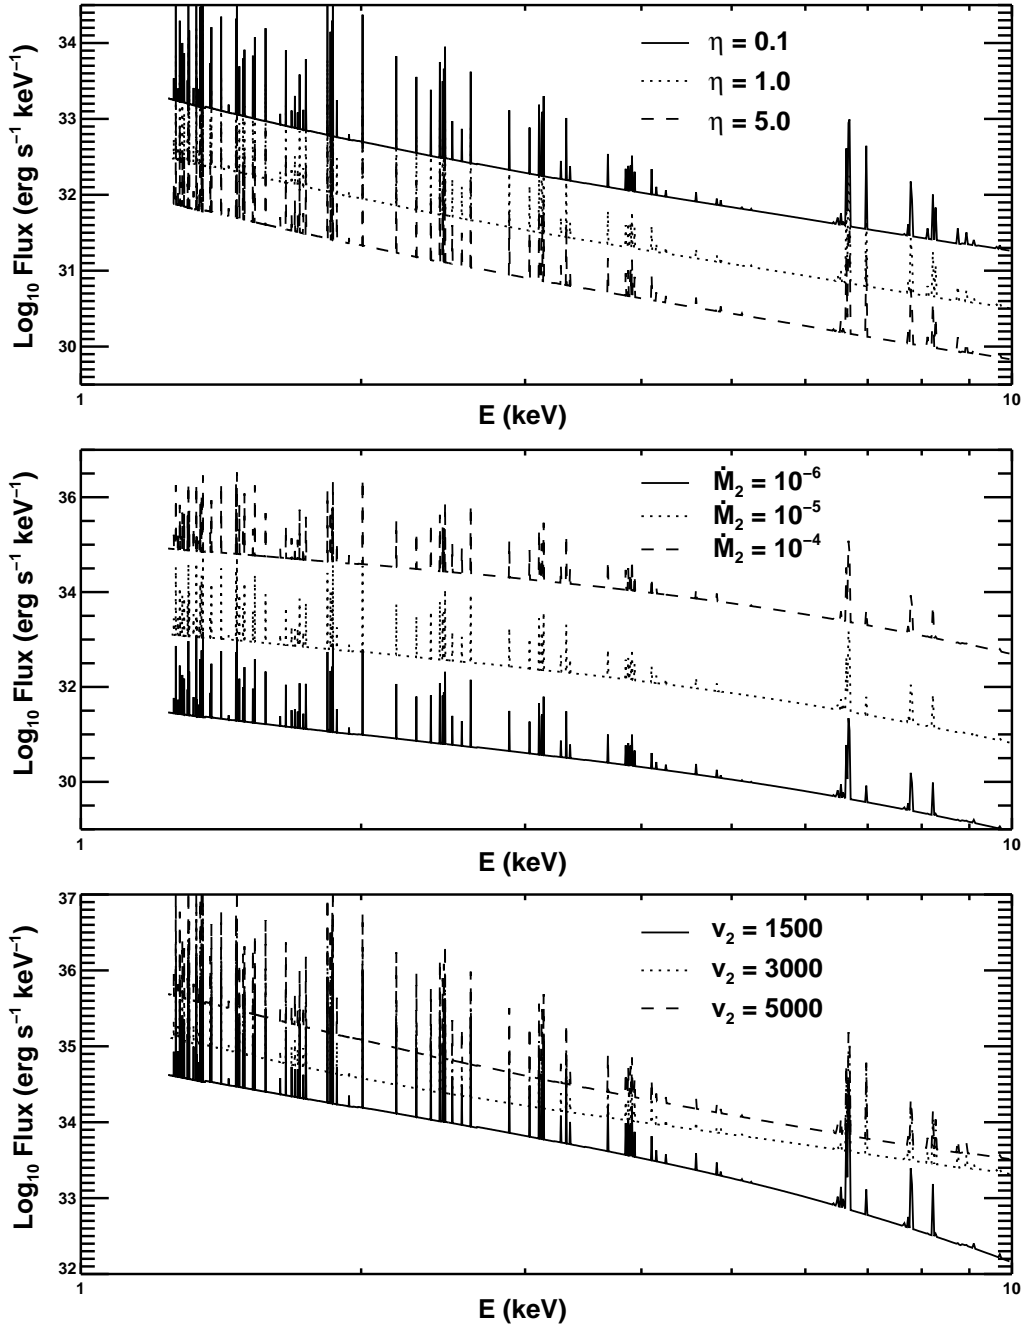 Log₁₀ Flux (erg s⁻¹ keV⁻¹)
34
33
32
31
30
η = 0.1
η = 1.0
η = 5.0
1
10
E (keV)
Log₁₀ Flux (erg s⁻¹ keV⁻¹)
36
34
32
30
Ṁ₂ = 10⁻⁶
Ṁ₂ = 10⁻⁵
Ṁ₂ = 10⁻⁴
1
10
E (keV)
Log₁₀ Flux (erg s⁻¹ keV⁻¹)
37
36
35
34
33
32
v₂ = 1500
v₂ = 3000
v₂ = 5000
1
10
E (keV)